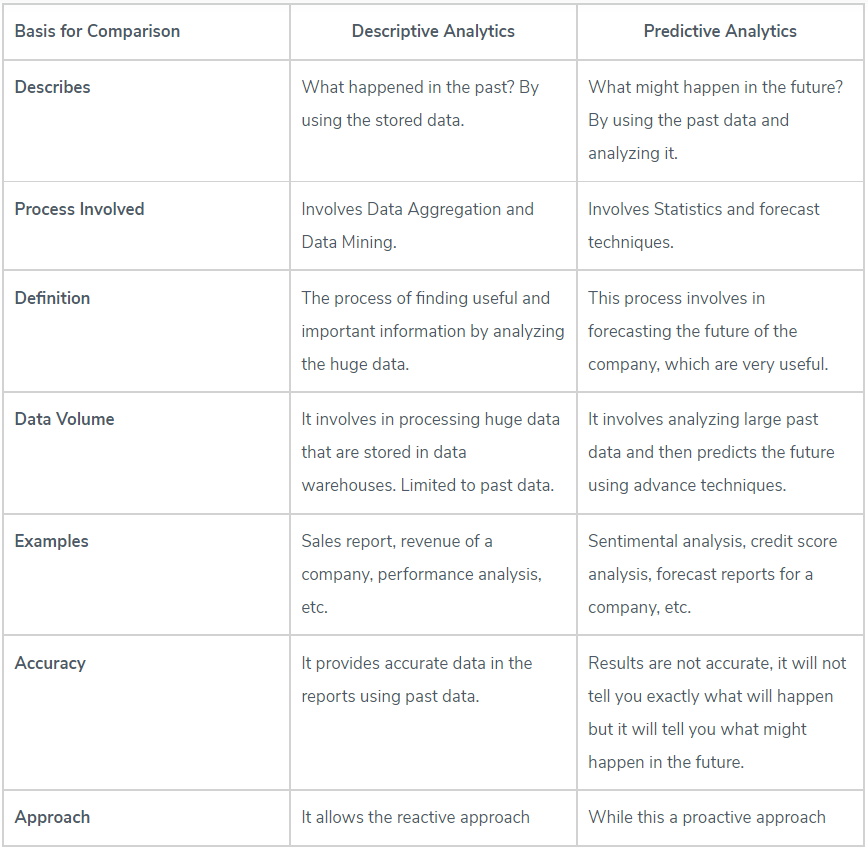 Basis for Comparison
Descriptive Analytics
Predictive Analytics
Describes
What happened in the past? By
using the stored data.
What might happen in the future?
By using the past data and
analyzing it.
Process Involved
Involves Data Aggregation and
Data Mining.
Involves Statistics and forecast
techniques.
Definition
The process of finding useful and
important information by analyzing
the huge data.
This process involves in
forecasting the future of the
company, which are very useful.
Data Volume
It involves in processing huge data
that are stored in data
warehouses. Limited to past data.
It involves analyzing large past
data and then predicts the future
using advance techniques.
Examples
Sales report, revenue of a
company, performance analysis,
etc.
Sentimental analysis, credit score
analysis, forecast reports for a
company, etc.
Accuracy
It provides accurate data in the
reports using past data.
Results are not accurate, it will not
tell you exactly what will happen
but it will tell you what might
happen in the future.
Approach
It allows the reactive approach
While this a proactive approach